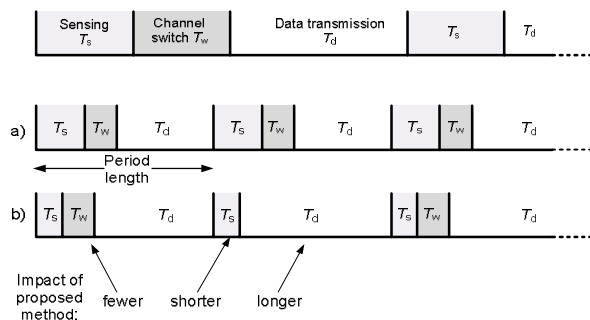 Sensing Ts
Channel switch Tw
Data transmission Td
Ts
Td
a)
Ts Tw Td Ts Tw Td Ts Tw Td
Period length
b)
Ts Tw Td Ts Td Ts Tw Td
Impact of proposed method:
fewer shorter longer